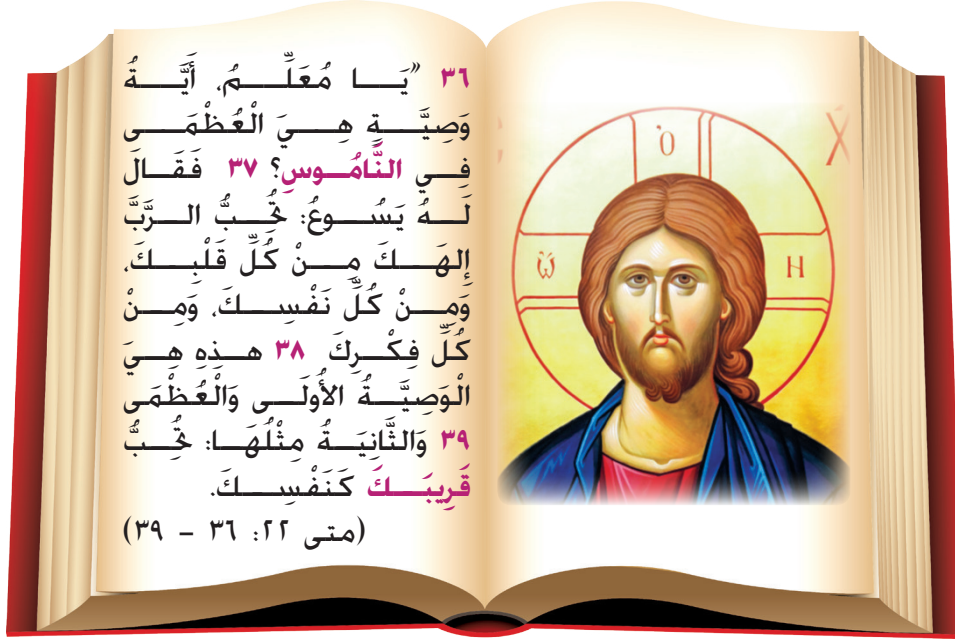 ٣٦ «يَا مُعَلِّمُ، أَيَّةُ
وَصِيَّةٍ هِيَ الْعُظْمَى
فِي النَّامُوسِ؟ ٣٧ فَقَالَ
لَهُ يَسُوعُ: تُحِبُّ الرَّبَّ
إِلهَكَ مِنْ كُلِّ قَلْبِكَ،
وَمِنْ كُلِّ نَفْسِكَ، وَمِنْ
كُلِّ فِكْرِكَ ٣٨ هذِهِ هِيَ
الْوَصِيَّةُ الأُولَى وَالْعُظْمَى
٣٩ وَالثَّانِيَةُ مِثْلُهَا: تُحِبُّ
قَرِيبَكَ كَنَفْسِكَ.
(متى ٢٢: ٣٦ – ٣٩)
ὁ
ὤ Η
Χ